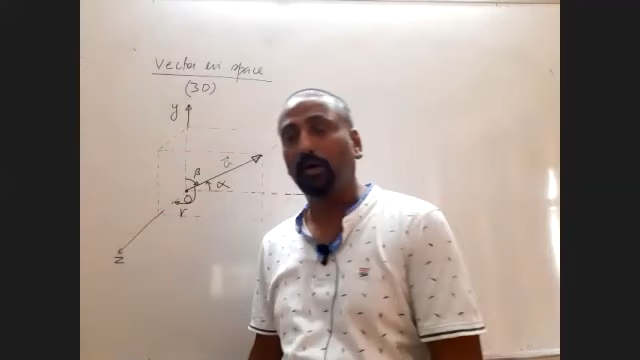 Vector in space
(3D)
y
β
a
α
O
γ
z